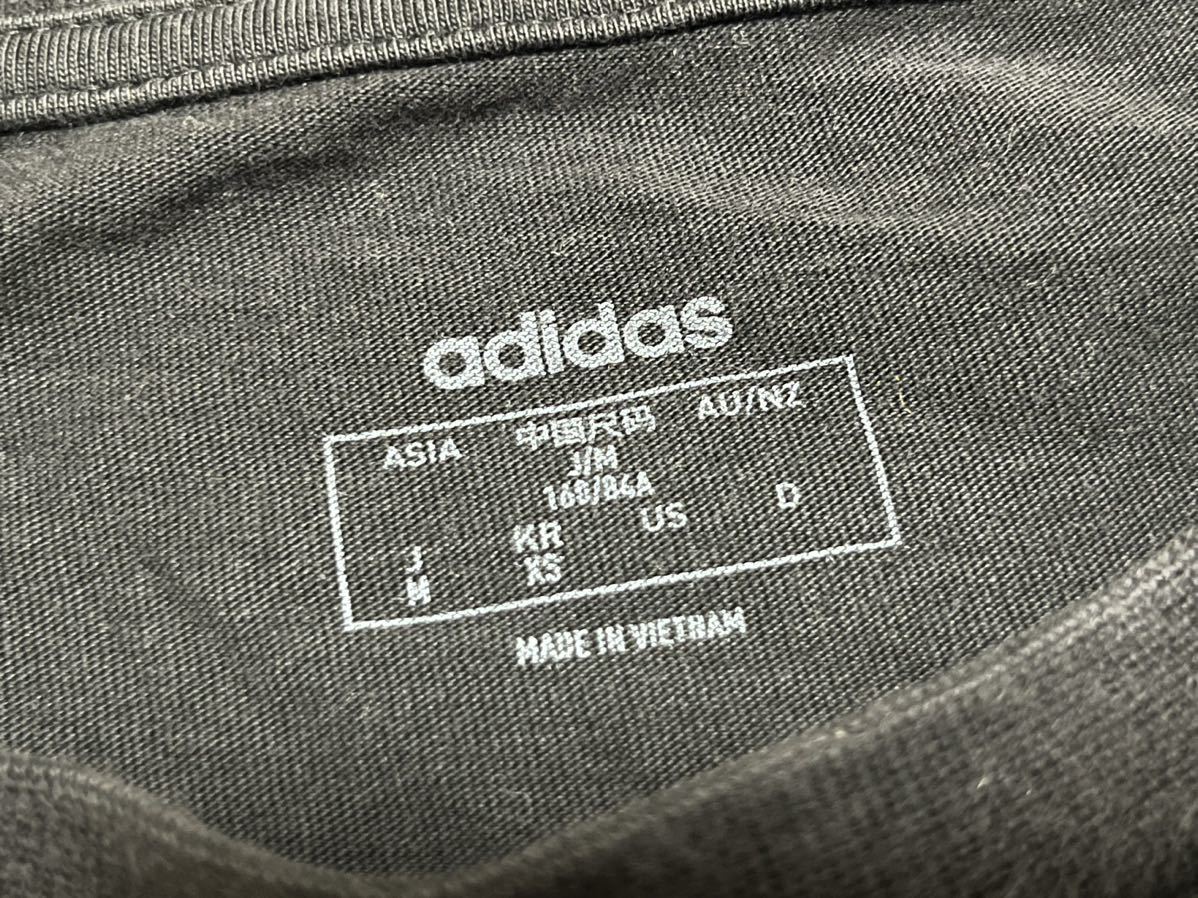 adidas
ASIA 中国尺码 AU/NZ
J/M
160/84A
J KR US D
M XS
MADE IN VIETNAM